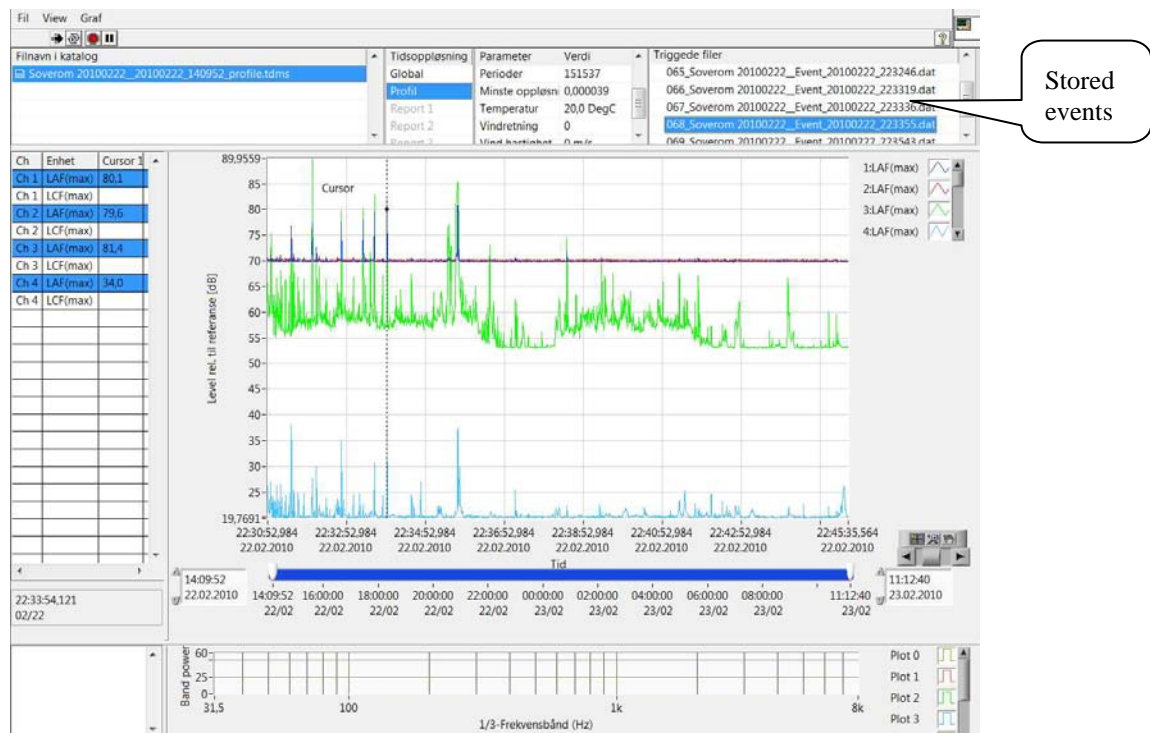 Fil View Graf
Filnavn i katalog
Soverom 20100222__20100222_140952_profile.tdms
Tidsoppløsning
Global
Profil
Report 1
Report 2
Report 3
Parameter Verdi
Perioder 151537
Minste oppløsni 0,000039
Temperatur 20,0 DegC
Vindretning 0
Vind hastighet 0 m/s
Triggede filer
065_Soverom 20100222__Event_20100222_223246.dat
066_Soverom 20100222__Event_20100222_223319.dat
067_Soverom 20100222__Event_20100222_223336.dat
068_Soverom 20100222__Event_20100222_223355.dat
069_Soverom 20100222__Event_20100222_223543.dat
Stored
events
Ch Enhet Cursor 1
Ch 1 LAF(max) 80,1
Ch 1 LCF(max)
Ch 2 LAF(max) 79,6
Ch 2 LCF(max)
Ch 3 LAF(max) 81,4
Ch 3 LCF(max)
Ch 4 LAF(max) 34,0
Ch 4 LCF(max)
22:33:54,121
02/22
Level rel. til referanse [dB]
89,9559
85
80
75
70
65
60
55
50
45
40
35
30
25
19,7691
Cursor
1:LAF(max)
2:LAF(max)
3:LAF(max)
4:LAF(max)
22:30:52,984 22:32:52,984 22:34:52,984 22:36:52,984 22:38:52,984 22:40:52,984 22:42:52,984 22:45:35,564
22.02.2010 22.02.2010 22.02.2010 22.02.2010 22.02.2010 22.02.2010 22.02.2010 22.02.2010
Tid
14:09:52
22.02.2010
14:09:52 16:00:00 18:00:00 20:00:00 22:00:00 00:00:00 02:00:00 04:00:00 06:00:00 08:00:00 11:12:40
22/02 22/02 22/02 22/02 22/02 23/02 23/02 23/02 23/02 23/02 23/02
11:12:40
23.02.2010
Band power
60
25
0
31,5 100 1k 8k
1/3-Frekvensbånd (Hz)
Plot 0
Plot 1
Plot 2
Plot 3